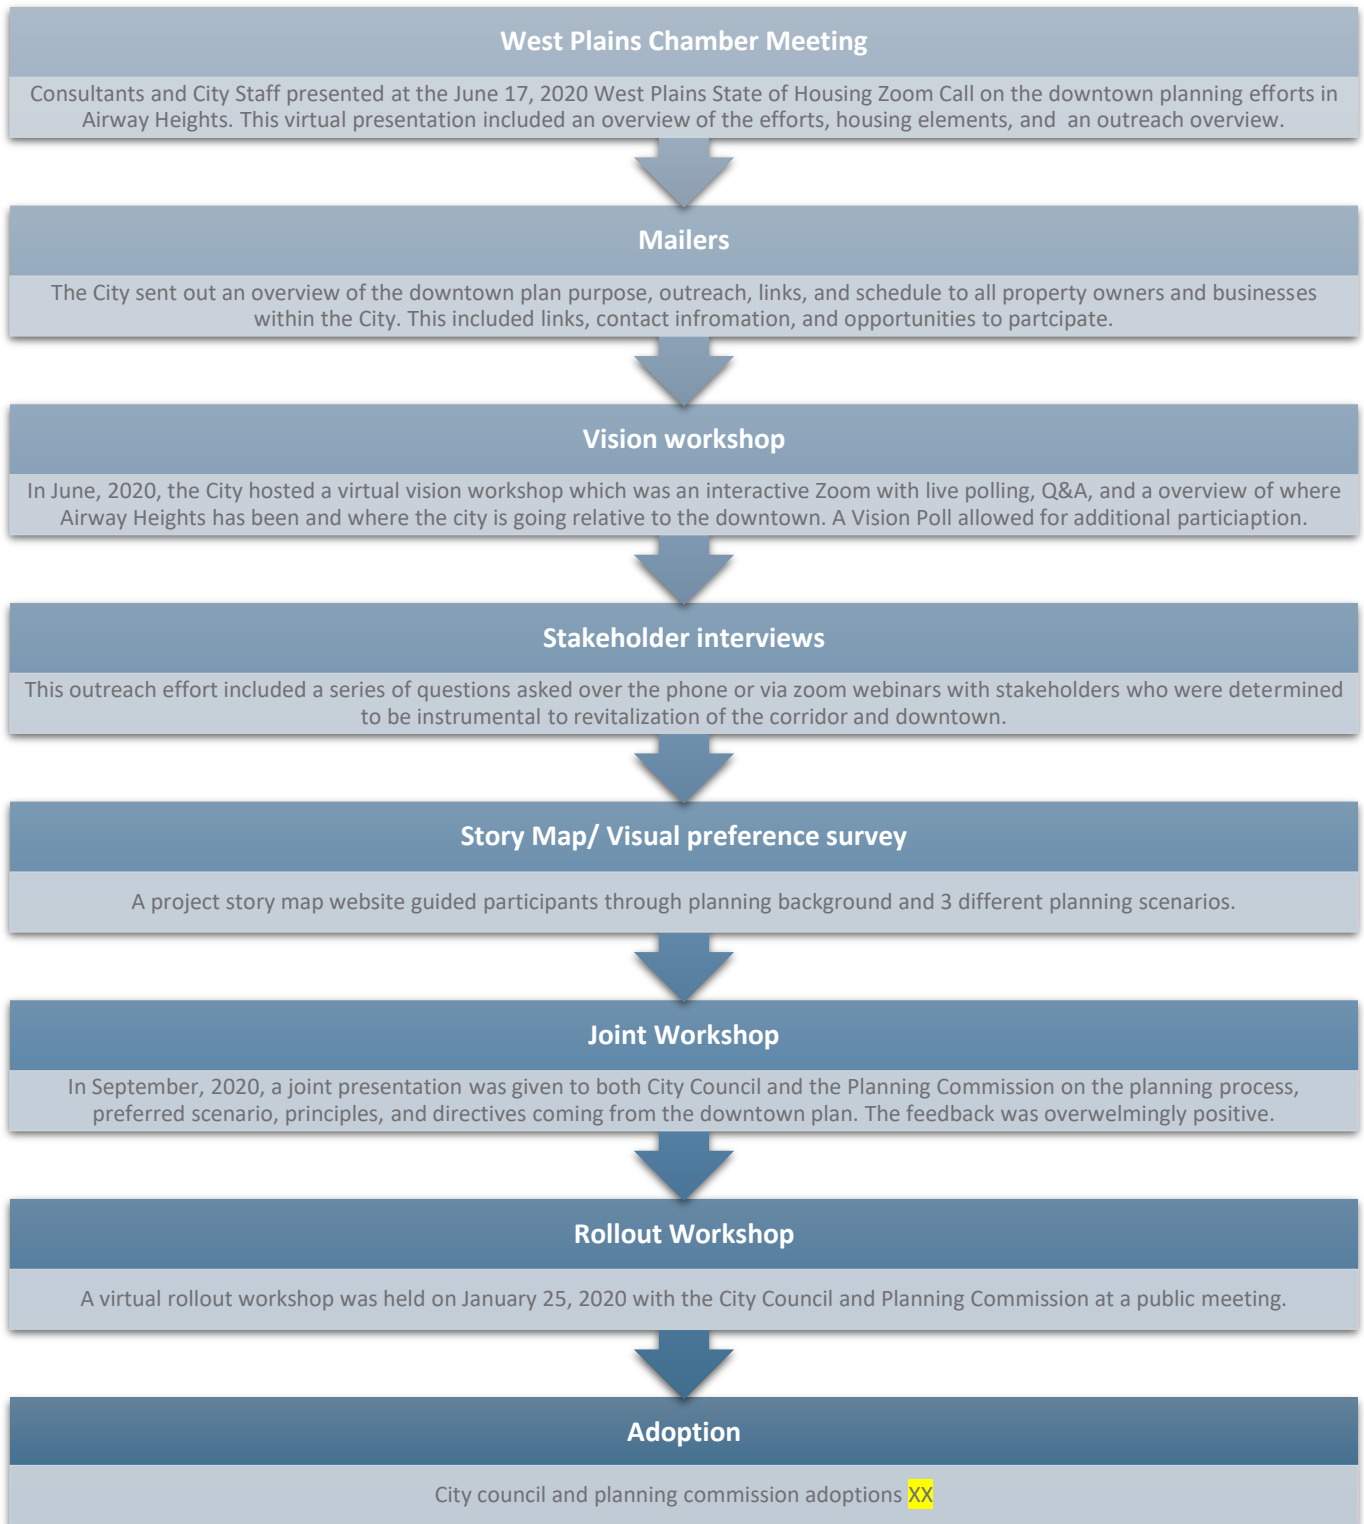 West Plains Chamber Meeting
Consultants and City Staff presented at the June 17, 2020 West Plains State of Housing Zoom Call on the downtown planning efforts in
Airway Heights. This virtual presentation included an overview of the efforts, housing elements, and an outreach overview.
Mailers
The City sent out an overview of the downtown plan purpose, outreach, links, and schedule to all property owners and businesses
within the City. This included links, contact infromation, and opportunities to partcipate.
Vision workshop
In June, 2020, the City hosted a virtual vision workshop which was an interactive Zoom with live polling, Q&A, and a overview of where
Airway Heights has been and where the city is going relative to the downtown. A Vision Poll allowed for additional particiaption.
Stakeholder interviews
This outreach effort included a series of questions asked over the phone or via zoom webinars with stakeholders who were determined
to be instrumental to revitalization of the corridor and downtown.
Story Map/ Visual preference survey
A project story map website guided participants through planning background and 3 different planning scenarios.
Joint Workshop
In September, 2020, a joint presentation was given to both City Council and the Planning Commission on the planning process,
preferred scenario, principles, and directives coming from the downtown plan. The feedback was overwelmingly positive.
Rollout Workshop
A virtual rollout workshop was held on January 25, 2020 with the City Council and Planning Commission at a public meeting.
Adoption
City council and planning commission adoptions XX